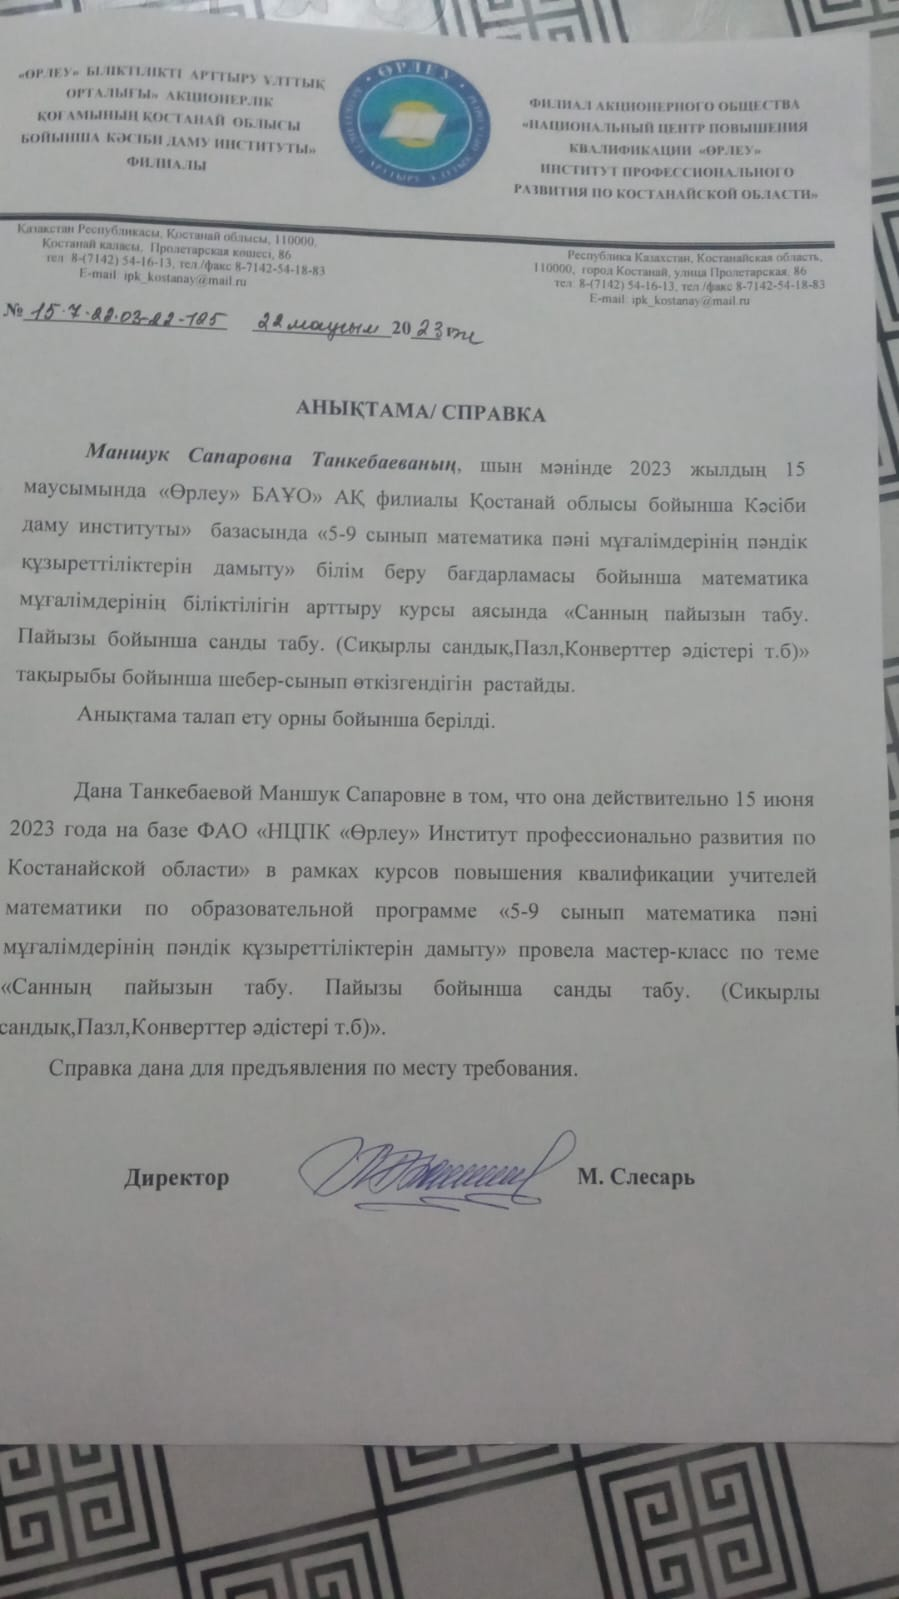 «ӨРЛЕУ» БІЛІКТІЛІКТІ АРТТЫРУ ҰЛТТЫҚ
ОРТАЛЫҒЫ» АКЦИОНЕРЛІК
ҚОҒАМЫНЫҢ ҚОСТАНАЙ ОБЛЫСЫ
БОЙЫНША КӘСІБИ ДАМУ ИНСТИТУТЫ»
ФИЛИАЛЫ
ӨРЛЕУ
ФИЛИАЛ АКЦИОНЕРНОГО ОБЩЕСТВА
«НАЦИОНАЛЬНЫЙ ЦЕНТР ПОВЫШЕНИЯ
КВАЛИФИКАЦИИ «ӨРЛЕУ»
ИНСТИТУТ ПРОФЕССИОНАЛЬНОГО
РАЗВИТИЯ ПО КОСТАНАЙСКОЙ ОБЛАСТИ»
Қазақстан Республикасы, Қостанай облысы, 110000,
Қостанай қаласы, Пролетарская көшесі, 86
тел 8-(7142) 54-16-13, тел./факс 8-7142-54-18-83
E-mail ipk_kostanay@mail.ru
Республика Казахстан, Костанайская область,
110000, город Костанай, улица Пролетарская, 86
тел. 8-(7142) 54-16-13, тел./факс 8-7142-54-18-83
E-mail: ipk_kostanay@mail.ru
№ 15.7-22.03-22-125 22 маусым 2023
АНЫҚТАМА/ СПРАВКА
Маншук Сапаровна Танкебаеваның, шын мәнінде 2023 жылдың 15
маусымында «Өрлеу» БАҰО» АҚ филиалы Қостанай облысы бойынша Кәсіби
даму институты» базасында «5-9 сынып математика пәні мұғалімдерінің пәндік
құзыреттіліктерін дамыту» білім беру бағдарламасы бойынша математика
мұғалімдерінің біліктілігін арттыру курсы аясында «Санның пайызын табу.
Пайызы бойынша санды табу. (Сиқырлы сандық,Пазл,Конверттер әдістері т.б)»
тақырыбы бойынша шебер-сынып өткізгендігін растайды.
Анықтама талап ету орны бойынша берілді.
Дана Танкебаевой Маншук Сапаровне в том, что она действительно 15 июня
2023 года на базе ФАО «НЦПК «Өрлеу» Институт профессионально развития по
Костанайской области» в рамках курсов повышения квалификации учителей
математики по образовательной программе «5-9 сынып математика пәні
мұғалімдерінің пәндік құзыреттіліктерін дамыту» провела мастер-класс по теме
«Санның пайызын табу. Пайызы бойынша санды табу. (Сиқырлы
сандық,Пазл,Конверттер әдістері т.б)».
Справка дана для предъявления по месту требования.
Директор М. Слесарь